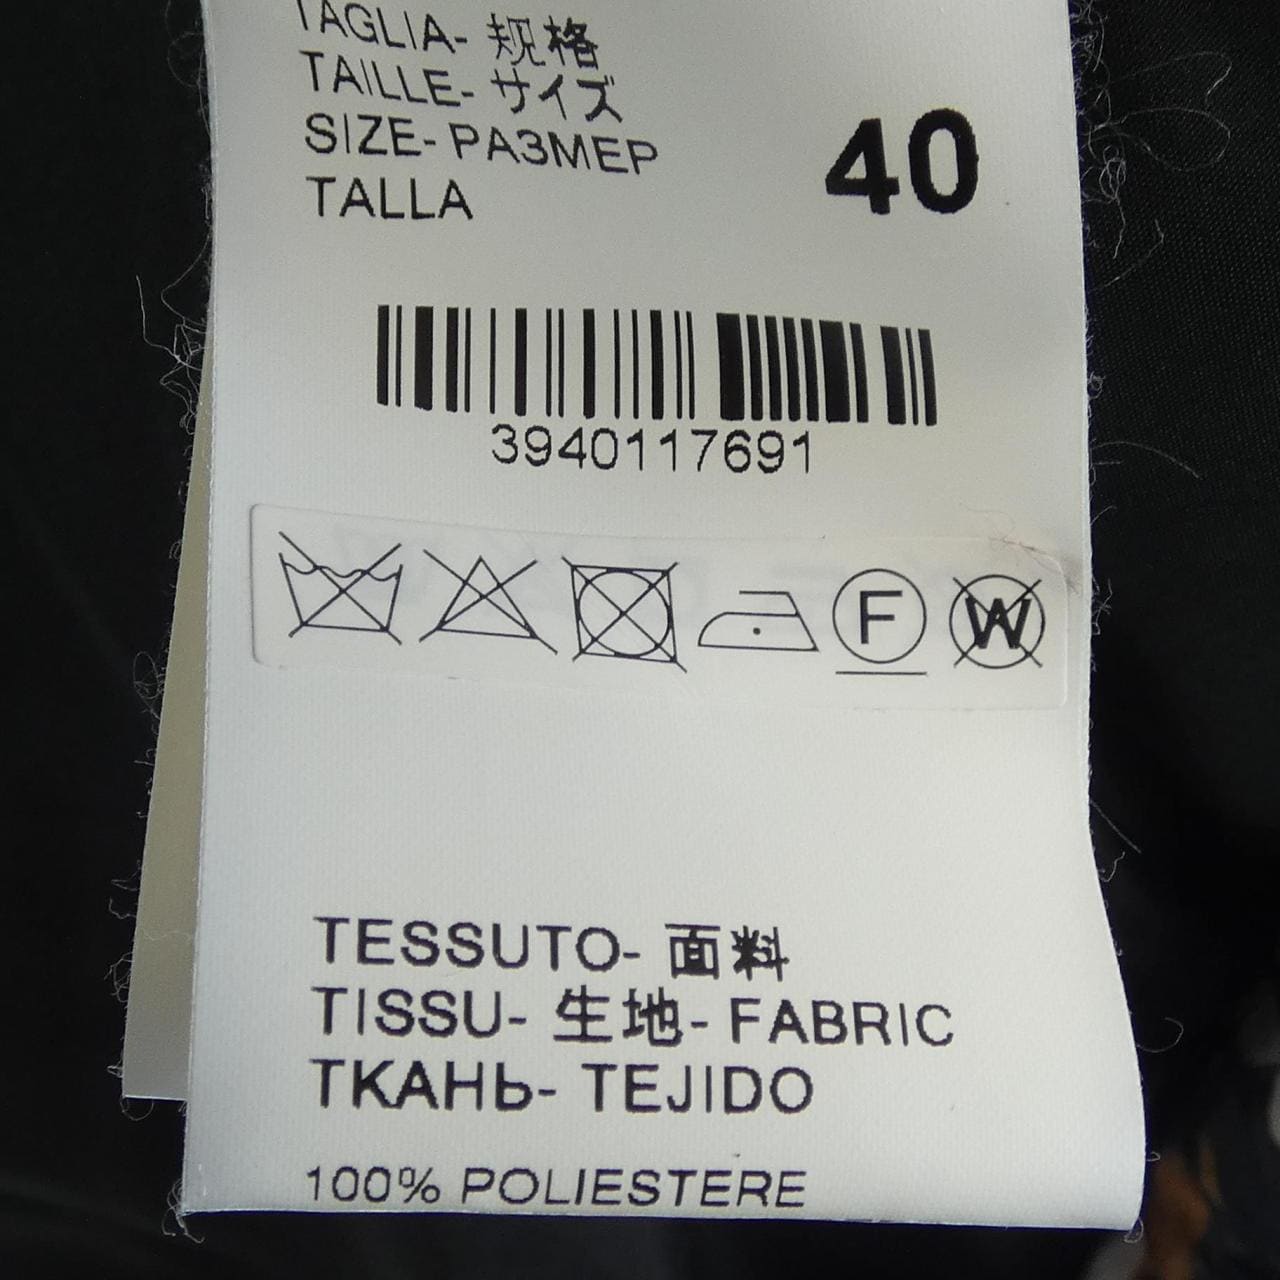 TAGLIA- 规格
TAILLE- サイズ
SIZE- РАЗМЕР
TALLA
40
3940117691
F
W
TESSUTO- 面料
TISSU- 生地- FABRIC
ТКАНЬ- TEJIDO
100% POLIESTERE